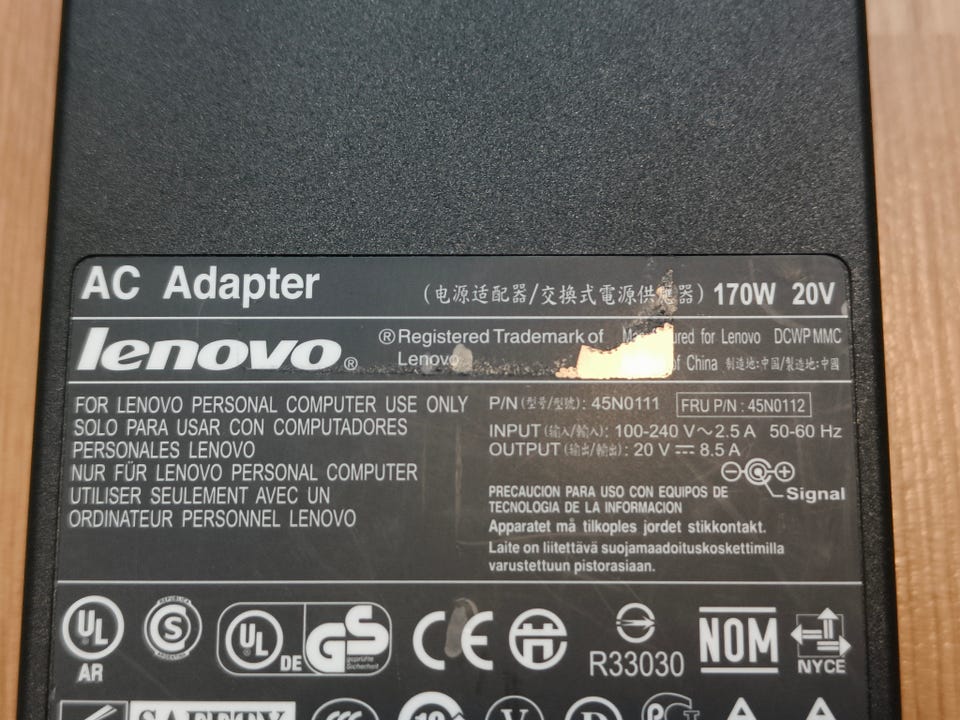 AC Adapter (电源适配器/交換式電源供應器) 170W 20V
lenovo®
® Registered Trademark of Lenovo
for Lenovo DCWP MMC
of China 制造地:中国/製造地:中國
FOR LENOVO PERSONAL COMPUTER USE ONLY
SOLO PARA USAR CON COMPUTADORES
PERSONALES LENOVO
NUR FÜR LENOVO PERSONAL COMPUTER
UTILISER SEULEMENT AVEC UN
ORDINATEUR PERSONNEL LENOVO
P/N (型号/型號): 45N0111 FRU P/N : 45N0112
INPUT (输入/輸入): 100-240 V～2.5 A 50-60 Hz
OUTPUT (输出/輸出): 20 V ⎓ 8.5 A
Signal
PRECAUCION PARA USO CON EQUIPOS DE
TECNOLOGIA DE LA INFORMACION
Apparatet må tilkoples jordet stikkontakt.
Laite on liitettävä suojamaadoituskoskettimilla
varustettuun pistorasiaan.
UL AR
S
UL DE
GS geprüfte Sicherheit
CE
R33030
NOM
NYCE